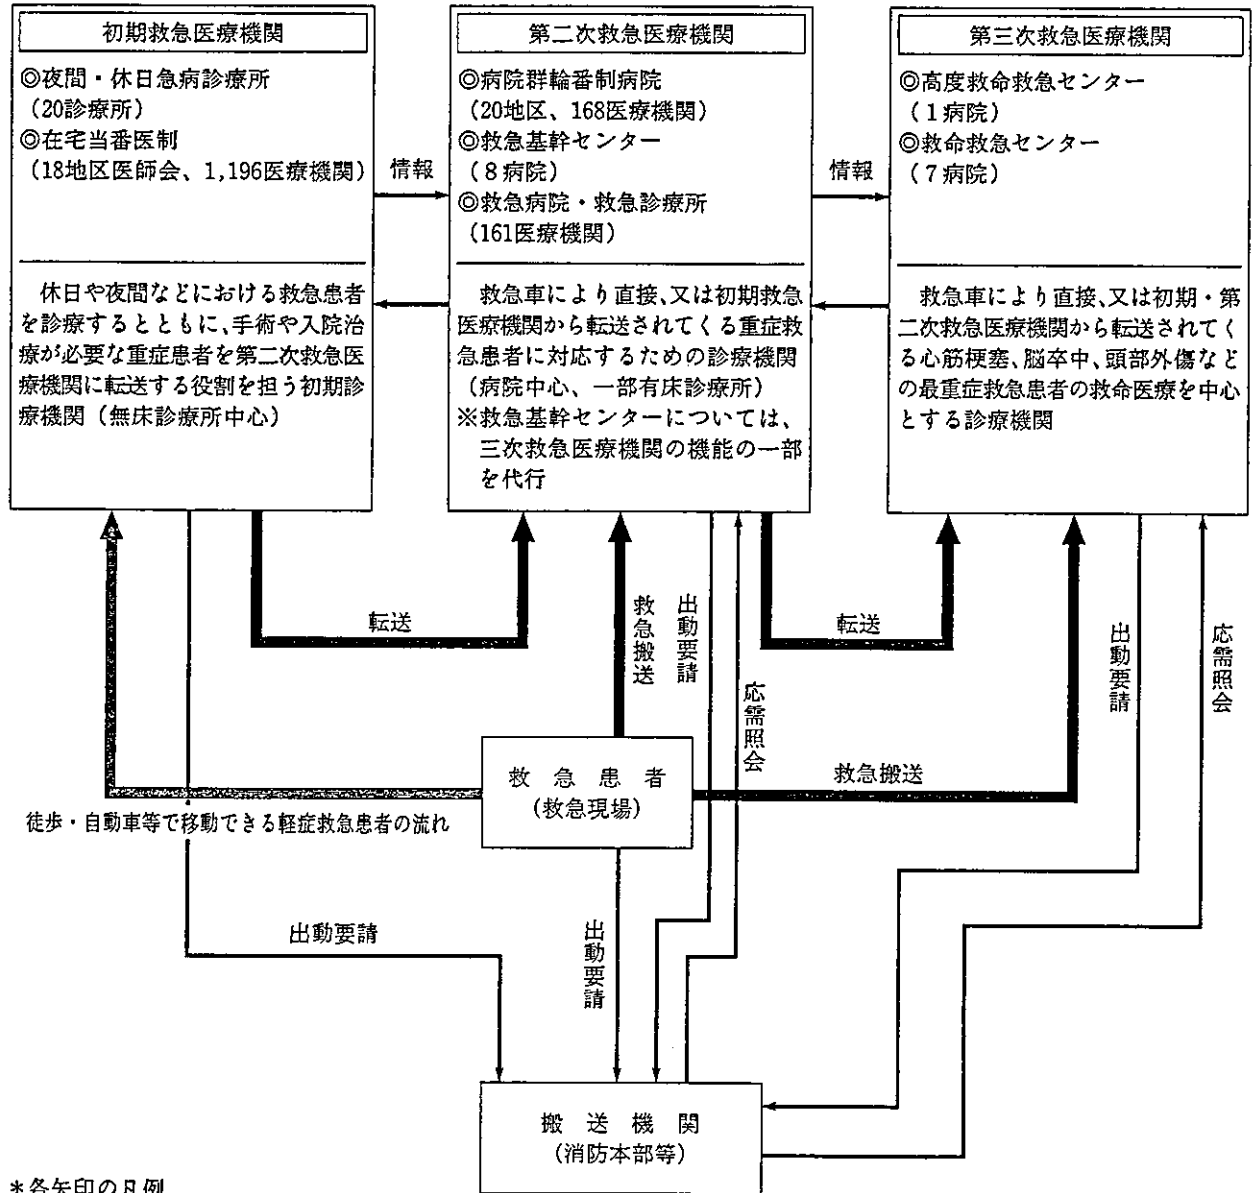 初期救急医療機関
◎夜間・休日急病診療所
(20診療所)
◎在宅当番医制
(18地区医師会、1,196医療機関)
休日や夜間などにおける救急患者
を診療するとともに、手術や入院治
療が必要な重症患者を第二次救急医
療機関に転送する役割を担う初期診
療機関(無床診療所中心)
情報
第二次救急医療機関
◎病院群輪番制病院
(20地区、168医療機関)
◎救急基幹センター
(8病院)
◎救急病院・救急診療所
(161医療機関)
救急車により直接、又は初期救急
医療機関から転送されてくる重症救
急患者に対応するための診療機関
(病院中心、一部有床診療所)
※救急基幹センターについては、
三次救急医療機関の機能の一部
を代行
情報
第三次救急医療機関
◎高度救命救急センター
(1病院)
◎救命救急センター
(7病院)
救急車により直接、又は初期・第
二次救急医療機関から転送されてく
る心筋梗塞、脳卒中、頭部外傷など
の最重症救急患者の救命医療を中心
とする診療機関
転送
救急搬送
出動要請
応需照会
転送
出動要請
応需照会
救急患者
(救急現場)
救急搬送
徒歩・自動車等で移動できる軽症救急患者の流れ
出動要請
出動要請
搬送機関
(消防本部等)
*各矢印の凡例